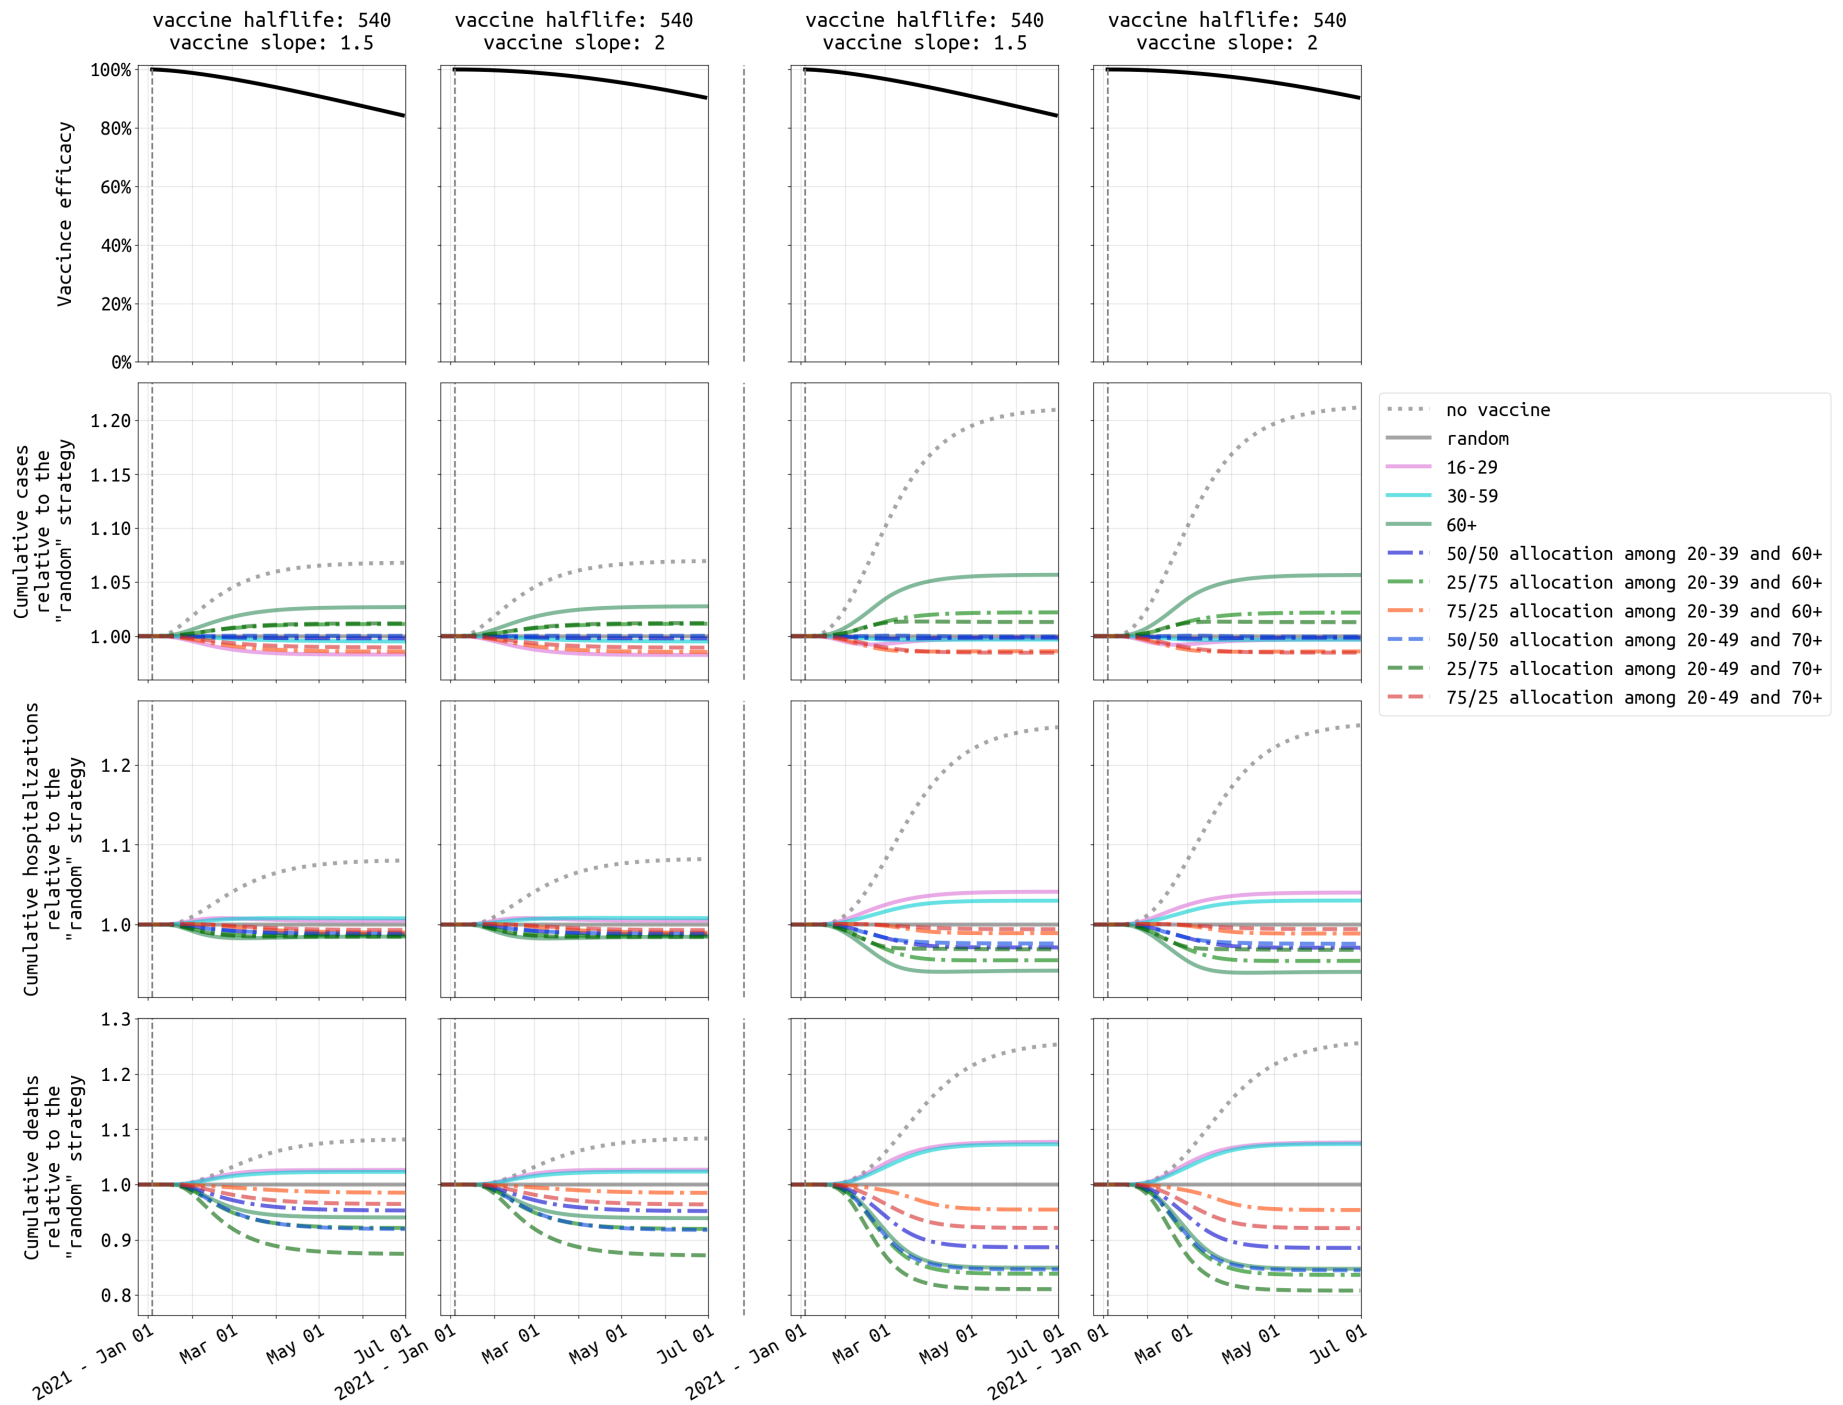 vaccine halflife: 540
vaccine slope: 1.5
vaccine halflife: 540
vaccine slope: 2
vaccine halflife: 540
vaccine slope: 1.5
vaccine halflife: 540
vaccine slope: 2
Vaccince efficacy
100%
80%
60%
40%
20%
0%
Cumulative cases
relative to the
"random" strategy
1.20
1.15
1.10
1.05
1.00
no vaccine
random
16-29
30-59
60+
50/50 allocation among 20-39 and 60+
25/75 allocation among 20-39 and 60+
75/25 allocation among 20-39 and 60+
50/50 allocation among 20-49 and 70+
25/75 allocation among 20-49 and 70+
75/25 allocation among 20-49 and 70+
Cumulative hospitalizations
relative to the
"random" strategy
1.2
1.1
1.0
Cumulative deaths
relative to the
"random" strategy
1.3
1.2
1.1
1.0
0.9
0.8
2021 - Jan 01
Mar 01
May 01
Jul 01
2021 - Jan 01
Mar 01
May 01
Jul 01
2021 - Jan 01
Mar 01
May 01
Jul 01
2021 - Jan 01
Mar 01
May 01
Jul 01